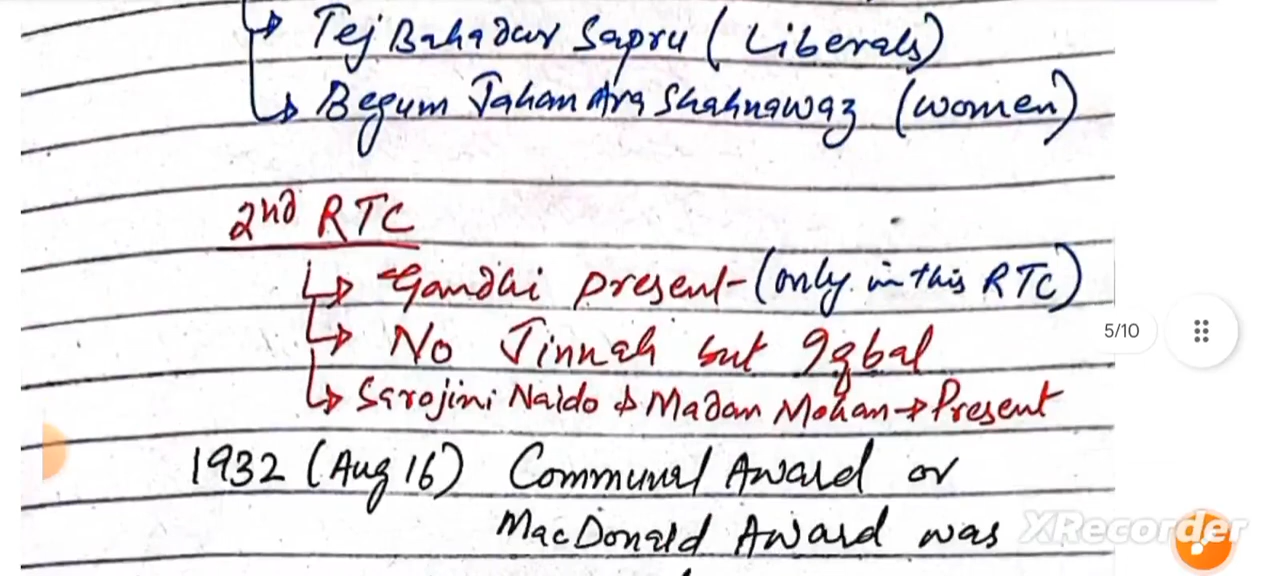 Tej Bahadur Sapru (Liberals)
Begum Jahan Ara Shahnawaz (women)
2nd RTC
Gandhi present - (only in this RTC)
No Jinnah but Iqbal
5/10
Sarojini Naido & Madan Mohan → Present
1932 (Aug 16) Communal Award or
MacDonald Award was
XRecorder